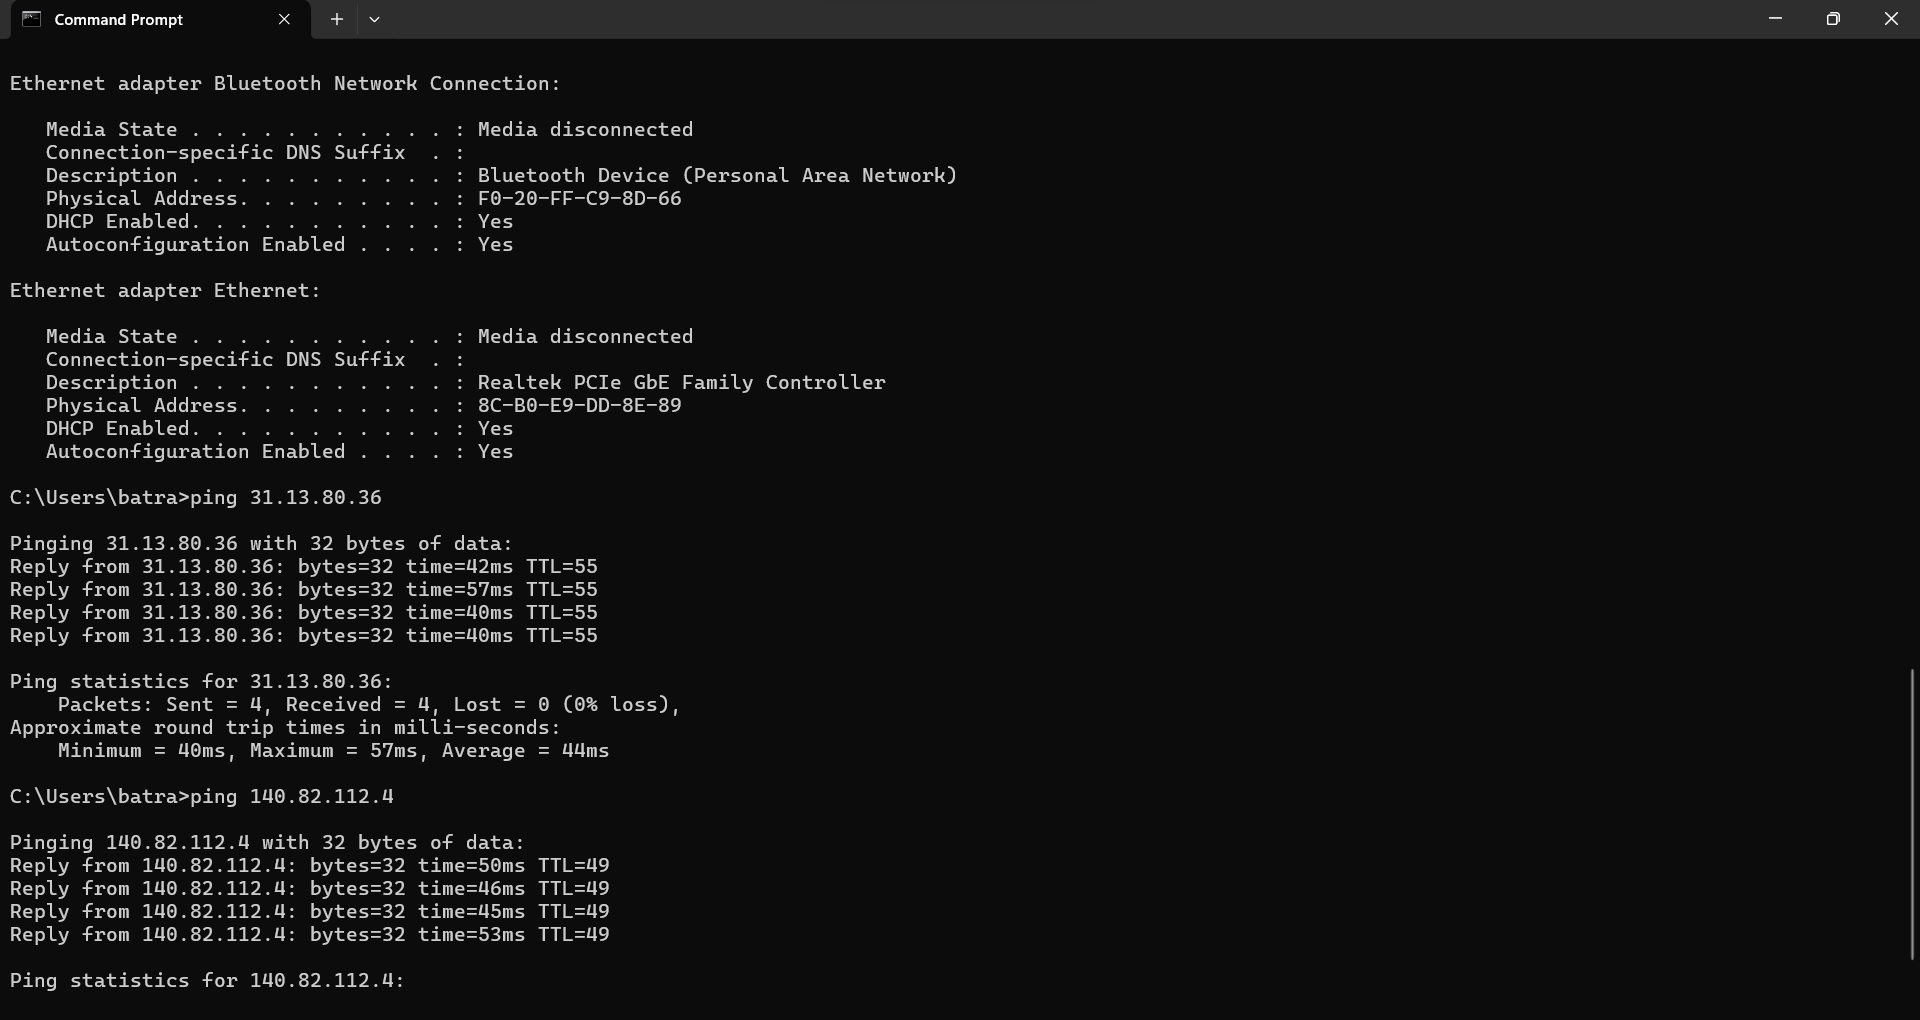 Command Prompt
Ethernet adapter Bluetooth Network Connection:
Media State . . . . . . . . . . . : Media disconnected
Connection-specific DNS Suffix  . :
Description . . . . . . . . . . . : Bluetooth Device (Personal Area Network)
Physical Address. . . . . . . . . : F0-20-FF-C9-8D-66
DHCP Enabled. . . . . . . . . . . : Yes
Autoconfiguration Enabled . . . . : Yes
Ethernet adapter Ethernet:
Media State . . . . . . . . . . . : Media disconnected
Connection-specific DNS Suffix  . :
Description . . . . . . . . . . . : Realtek PCIe GbE Family Controller
Physical Address. . . . . . . . . : 8C-B0-E9-DD-8E-89
DHCP Enabled. . . . . . . . . . . : Yes
Autoconfiguration Enabled . . . . : Yes
C:\Users\batra>ping 31.13.80.36
Pinging 31.13.80.36 with 32 bytes of data:
Reply from 31.13.80.36: bytes=32 time=42ms TTL=55
Reply from 31.13.80.36: bytes=32 time=57ms TTL=55
Reply from 31.13.80.36: bytes=32 time=40ms TTL=55
Reply from 31.13.80.36: bytes=32 time=40ms TTL=55
Ping statistics for 31.13.80.36:
Packets: Sent = 4, Received = 4, Lost = 0 (0% loss),
Approximate round trip times in milli-seconds:
Minimum = 40ms, Maximum = 57ms, Average = 44ms
C:\Users\batra>ping 140.82.112.4
Pinging 140.82.112.4 with 32 bytes of data:
Reply from 140.82.112.4: bytes=32 time=50ms TTL=49
Reply from 140.82.112.4: bytes=32 time=46ms TTL=49
Reply from 140.82.112.4: bytes=32 time=45ms TTL=49
Reply from 140.82.112.4: bytes=32 time=53ms TTL=49
Ping statistics for 140.82.112.4: